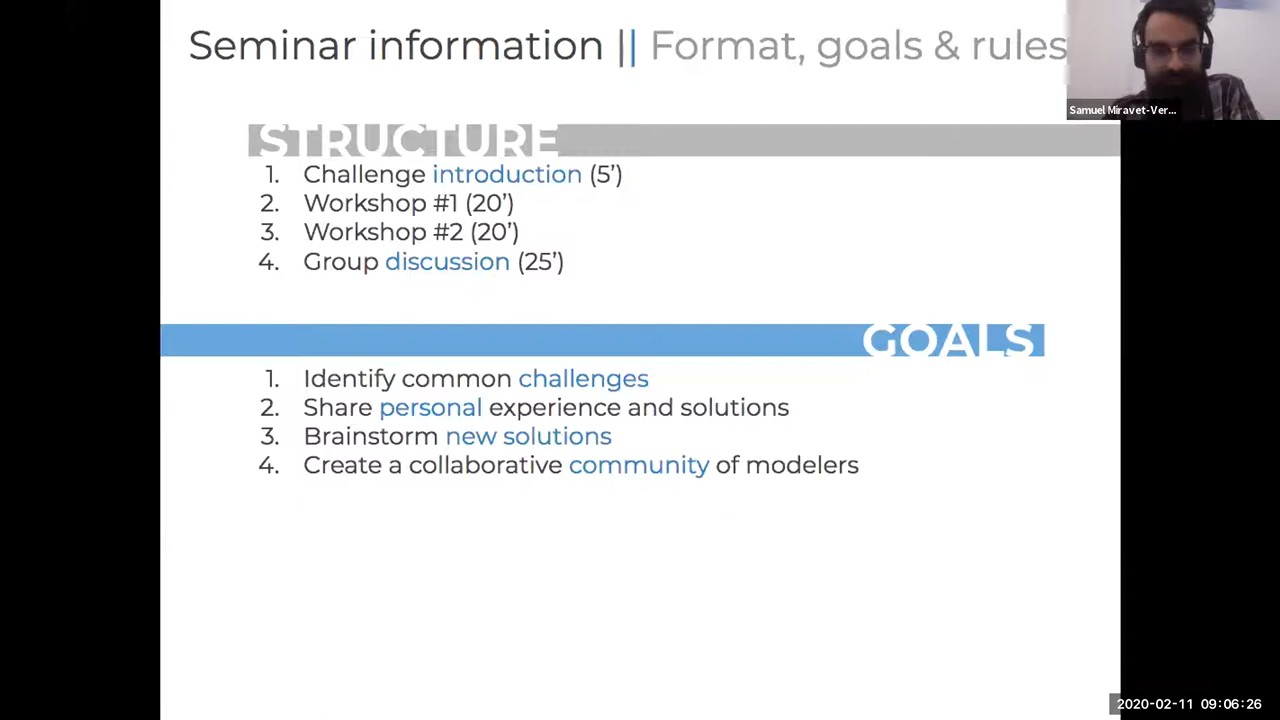 Seminar information || Format, goals & rules
Samuel Miravet-Ver...
STRUCTURE
1. Challenge introduction (5’)
2. Workshop #1 (20’)
3. Workshop #2 (20’)
4. Group discussion (25’)
GOALS
1. Identify common challenges
2. Share personal experience and solutions
3. Brainstorm new solutions
4. Create a collaborative community of modelers
2020-02-11 09:06:26